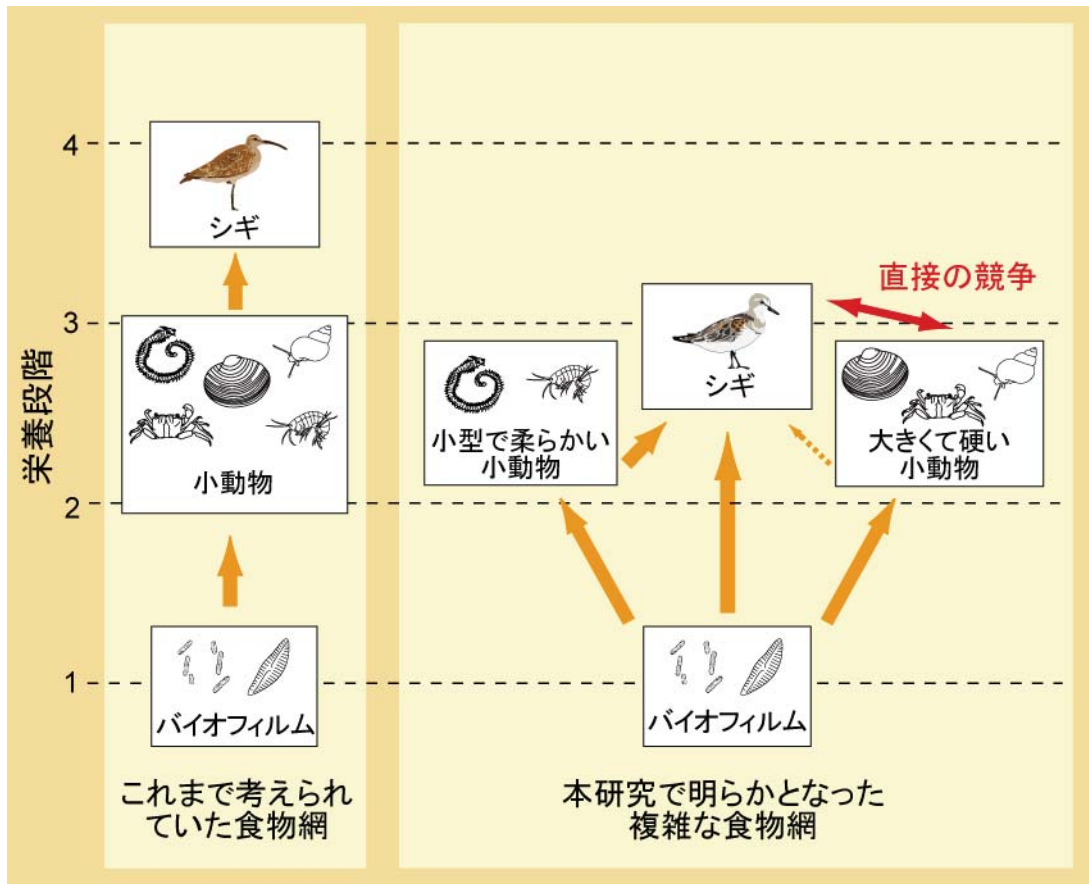 栄養段階
4
3
2
1
シギ
小動物
バイオフィルム
これまで考えられ
ていた食物網
直接の競争
シギ
小型で柔らかい
小動物
大きくて硬い
小動物
バイオフィルム
本研究で明らかとなった
複雑な食物網